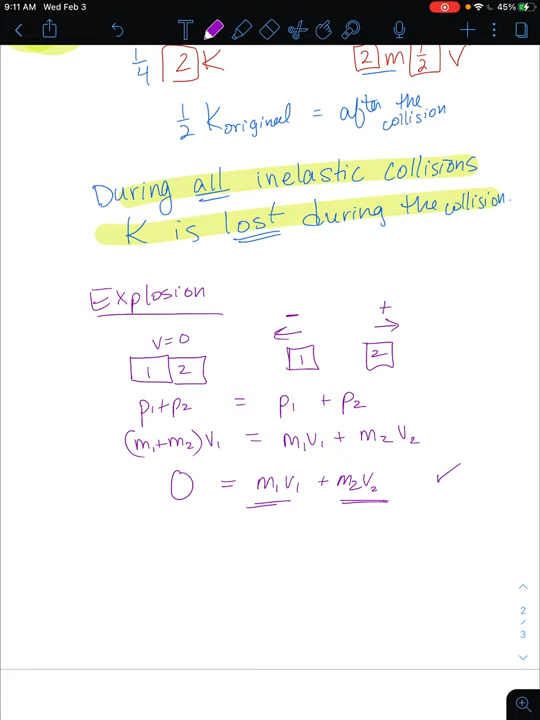 9:11 AM Wed Feb 3
45%
1/4 2 K 2 m 1/2 V
1/2 Koriginal = after the collision
During all inelastic collisions
K is lost during the collision.
Explosion
v=0 - +
1 2 1 2
p₁+p₂ = p₁ + p₂
(m₁+m₂)v₁ = m₁v₁ + m₂v₂
0 = m₁v₁ + m₂v₂ ✓
2
/
3